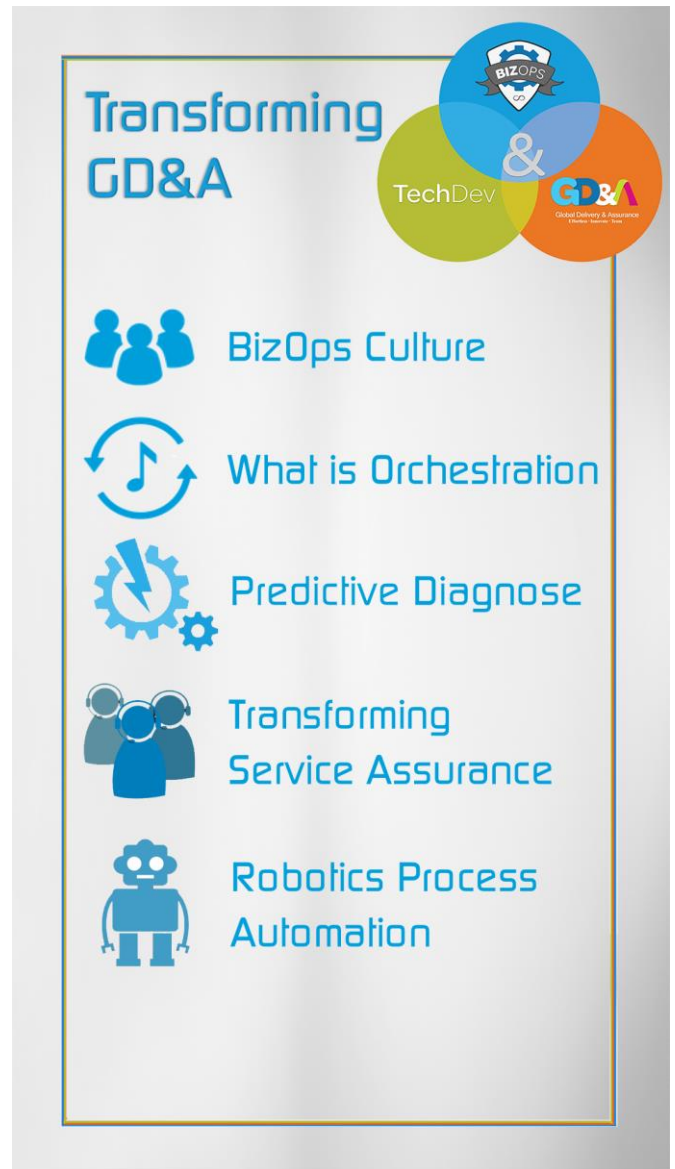 Transforming
GD&A
BIZOPS
&
TechDev
GD&A
Global Delivery & Assurance
BizOps Culture
What is Orchestration
Predictive Diagnose
Transforming
Service Assurance
Robotics Process
Automation